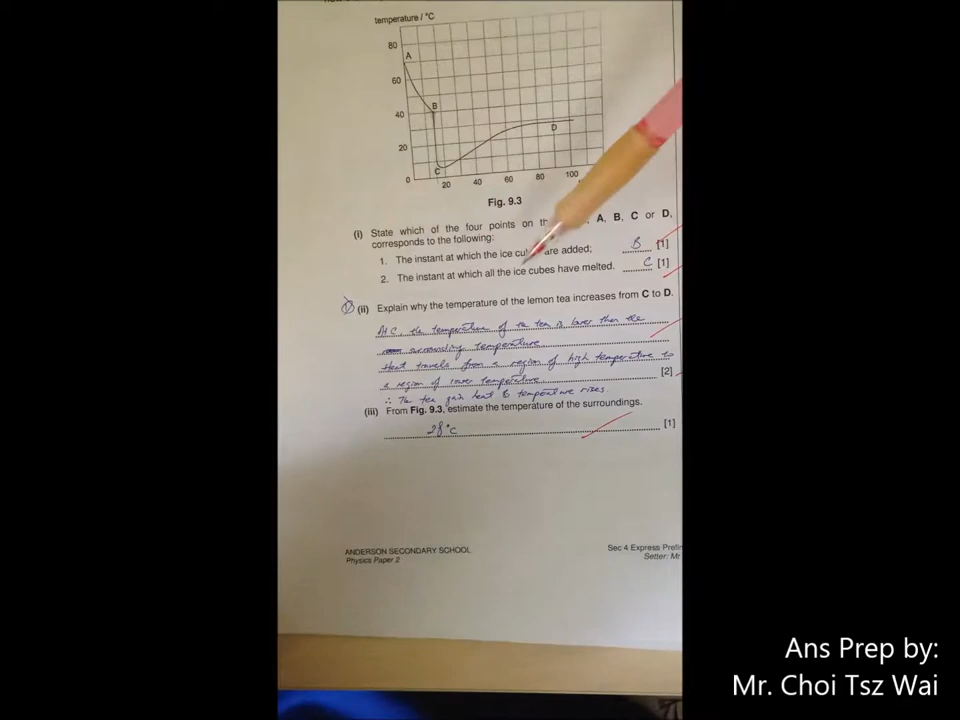 temperature / °C
80
A
60
B
40
D
20
C
0
20
40
60
80
100
Fig. 9.3
(i) State which of the four points on th A, B, C or D,
corresponds to the following:
1. The instant at which the ice cu are added; B [1]
2. The instant at which all the ice cubes have melted. C [1]
(ii) Explain why the temperature of the lemon tea increases from C to D.
At C, the temperature of the tea is lower than the
surrounding temperature
Heat travels from a region of high temperature to
a region of lower temperature [2]
∴ The tea gain heat & temperature rises.
(iii) From Fig. 9.3, estimate the temperature of the surroundings.
28°C [1]
ANDERSON SECONDARY SCHOOL
Physics Paper 2
Sec 4 Express Preli
Setter: Mr
Ans Prep by:
Mr. Choi Tsz Wai